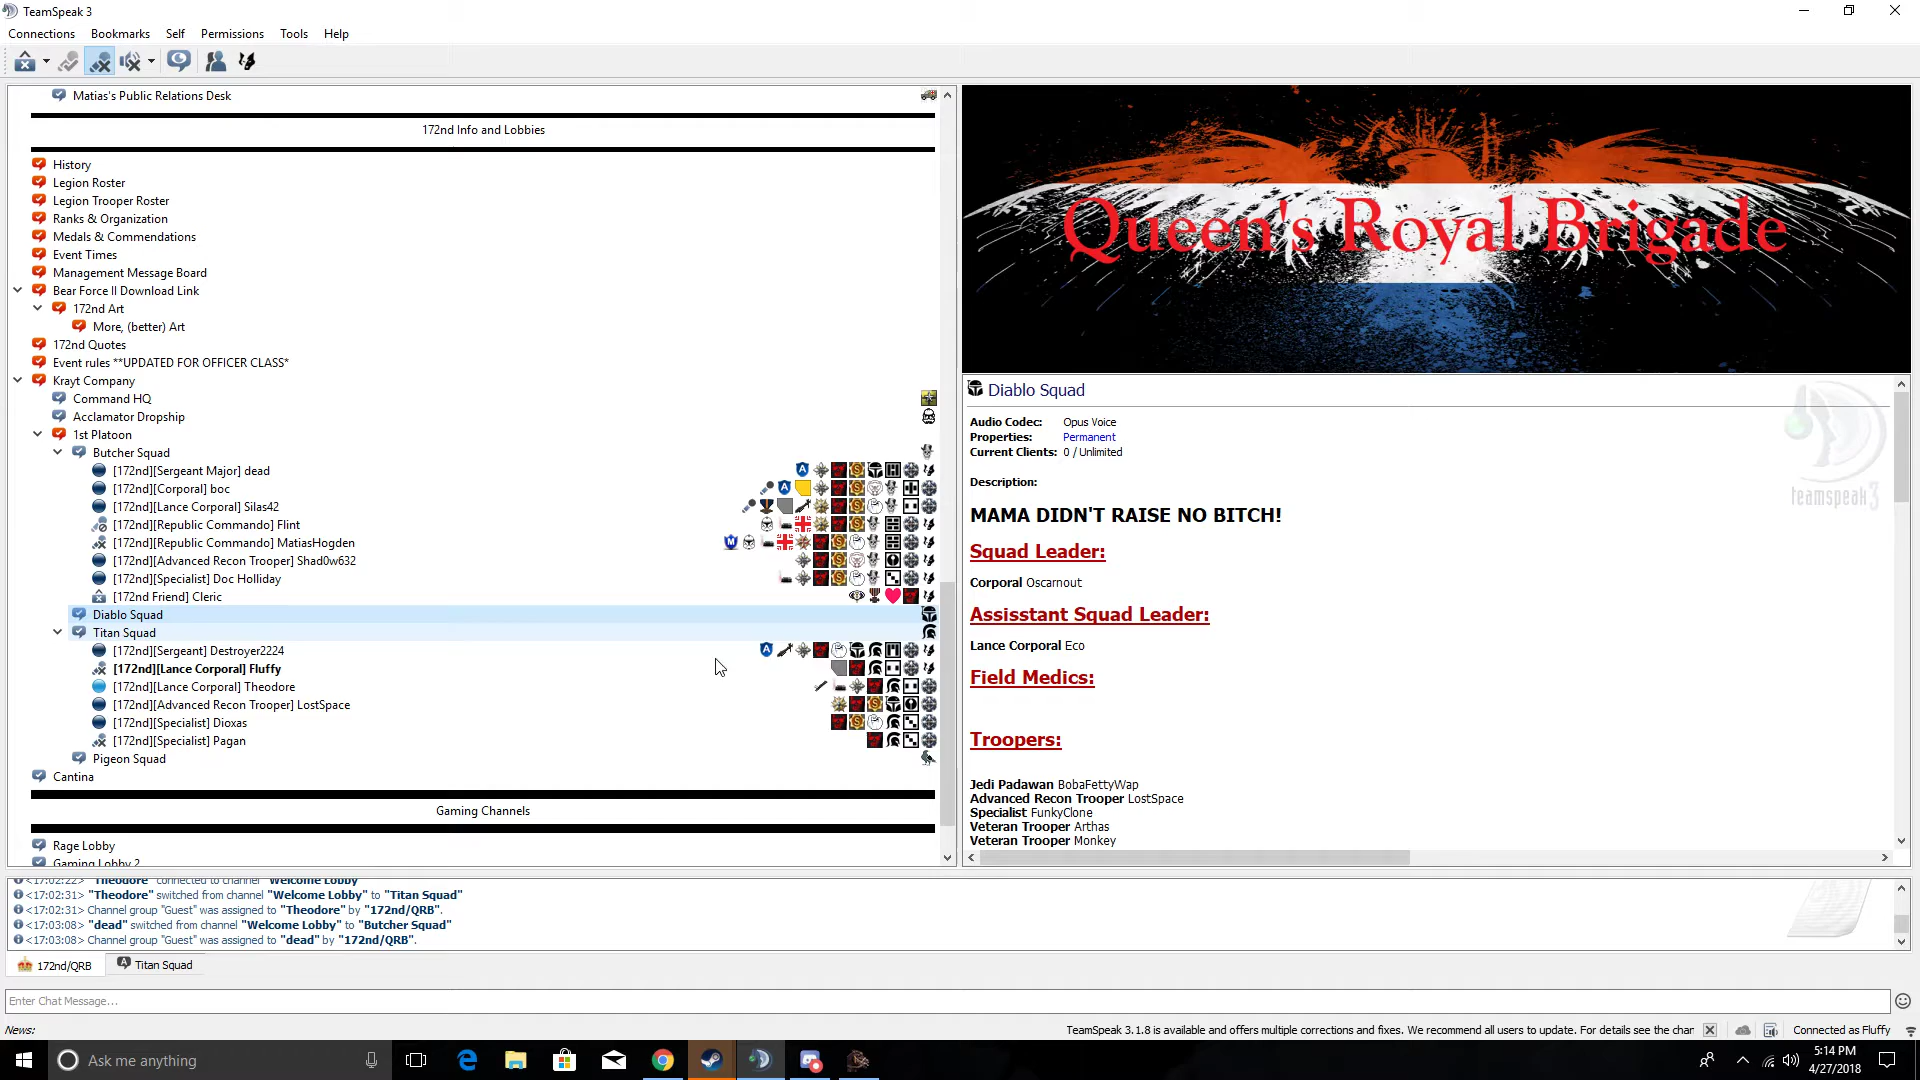 TeamSpeak 3
Connections Bookmarks Self Permissions Tools Help
Matias's Public Relations Desk
172nd Info and Lobbies
History
Legion Roster
Legion Trooper Roster
Ranks & Organization
Medals & Commendations
Event Times
Management Message Board
Bear Force II Download Link
172nd Art
More, (better) Art
172nd Quotes
Event rules **UPDATED FOR OFFICER CLASS*
Krayt Company
Command HQ
Acclamator Dropship
1st Platoon
Butcher Squad
[172nd][Sergeant Major] dead
[172nd][Corporal] boc
[172nd][Lance Corporal] Silas42
[172nd][Republic Commando] Flint
[172nd][Republic Commando] MatiasHogden
[172nd][Advanced Recon Trooper] Shad0w632
[172nd][Specialist] Doc Holliday
[172nd Friend] Cleric
Diablo Squad
Titan Squad
[172nd][Sergeant] Destroyer2224
[172nd][Lance Corporal] Fluffy
[172nd][Lance Corporal] Theodore
[172nd][Advanced Recon Trooper] LostSpace
[172nd][Specialist] Dioxas
[172nd][Specialist] Pagan
Pigeon Squad
Cantina
Gaming Channels
Rage Lobby
Gaming Lobby 2
Queen's Royal Brigade
Diablo Squad
Audio Codec: Opus Voice
Properties: Permanent
Current Clients: 0 / Unlimited
teamspeak3
Description:
MAMA DIDN'T RAISE NO BITCH!
Squad Leader:
Corporal Oscarnout
Assisstant Squad Leader:
Lance Corporal Eco
Field Medics:
Troopers:
Jedi Padawan BobaFettyWap
Advanced Recon Trooper LostSpace
Specialist FunkyClone
Veteran Trooper Arthas
Veteran Trooper Monkey
<17:02:22> "Theodore" connected to channel "Welcome Lobby"
<17:02:31> "Theodore" switched from channel "Welcome Lobby" to "Titan Squad"
<17:02:31> Channel group "Guest" was assigned to "Theodore" by "172nd/QRB".
<17:03:08> "dead" switched from channel "Welcome Lobby" to "Butcher Squad"
<17:03:08> Channel group "Guest" was assigned to "dead" by "172nd/QRB".
172nd/QRB Titan Squad
Enter Chat Message...
News: TeamSpeak 3.1.8 is available and offers multiple corrections and fixes. We recommend all users to update. For details see the char Connected as Fluffy
Ask me anything
5:14 PM
4/27/2018